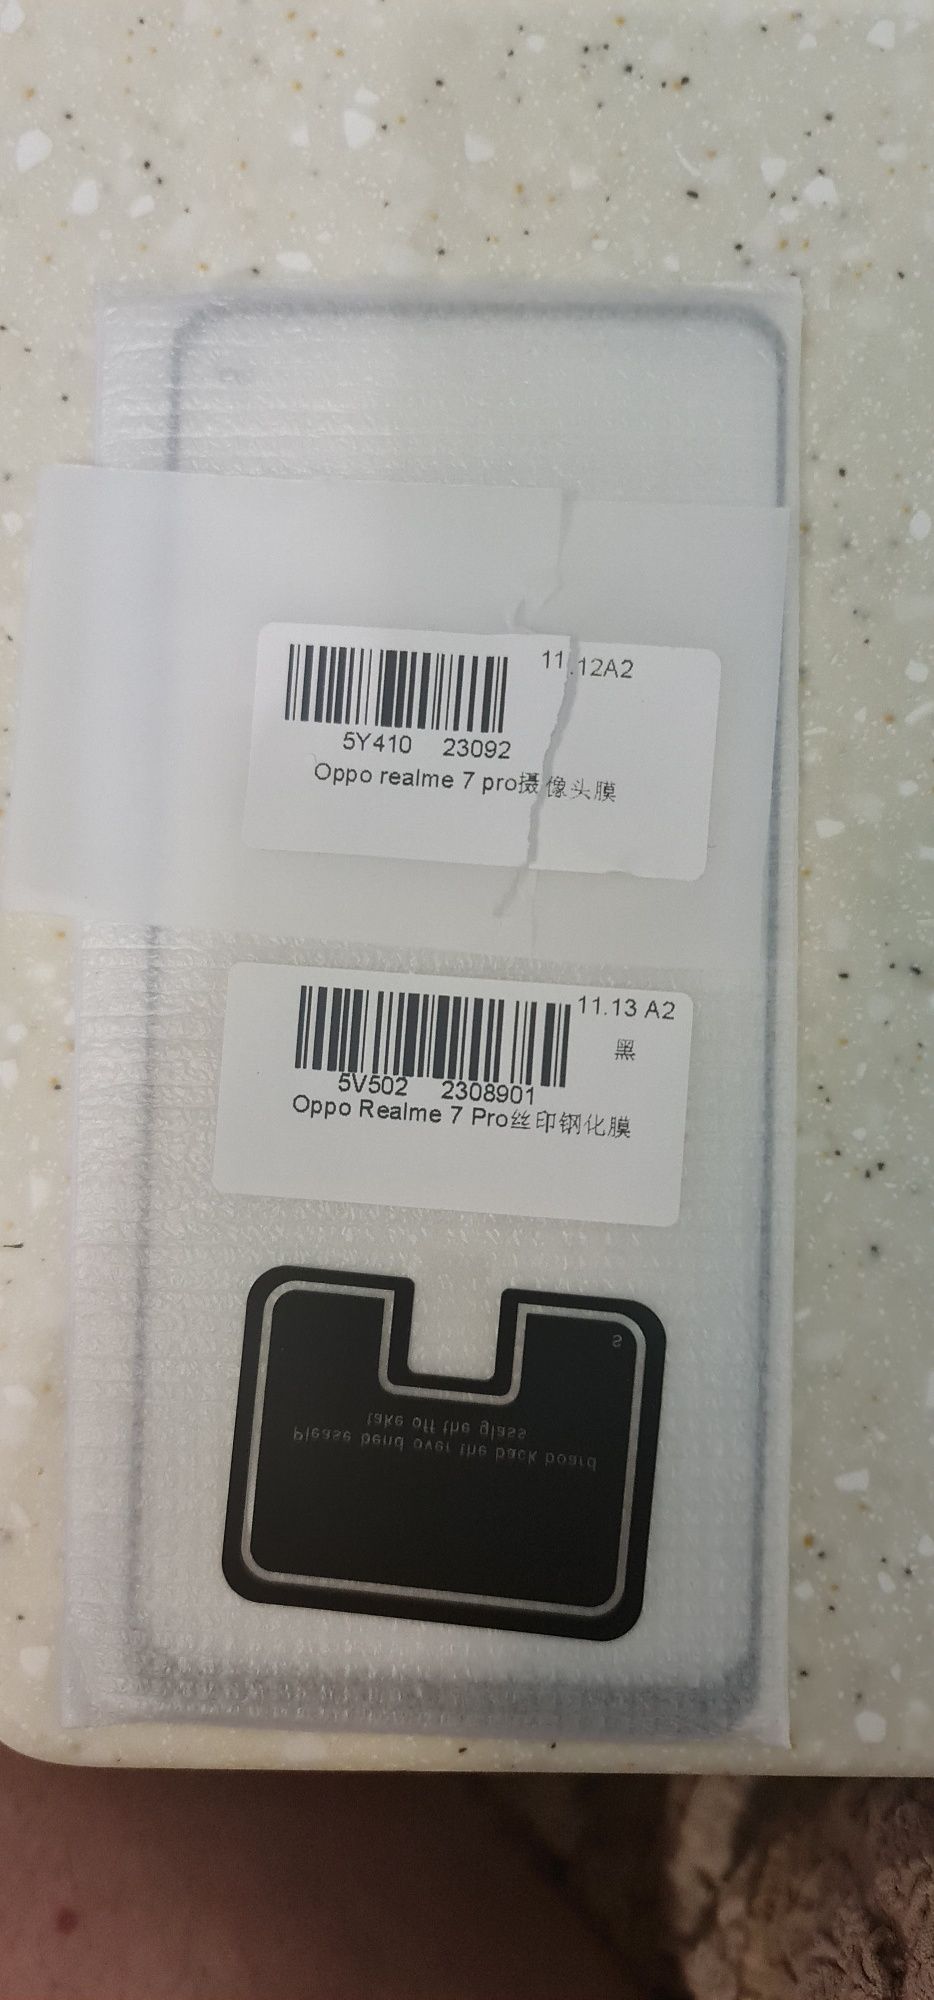 11.12A2
5Y410 23092
Oppo realme 7 pro摄像头膜
11.13 A2
黑
5V502 2308901
Oppo Realme 7 Pro丝印钢化膜
S
take off the glass
Please bend over the back board